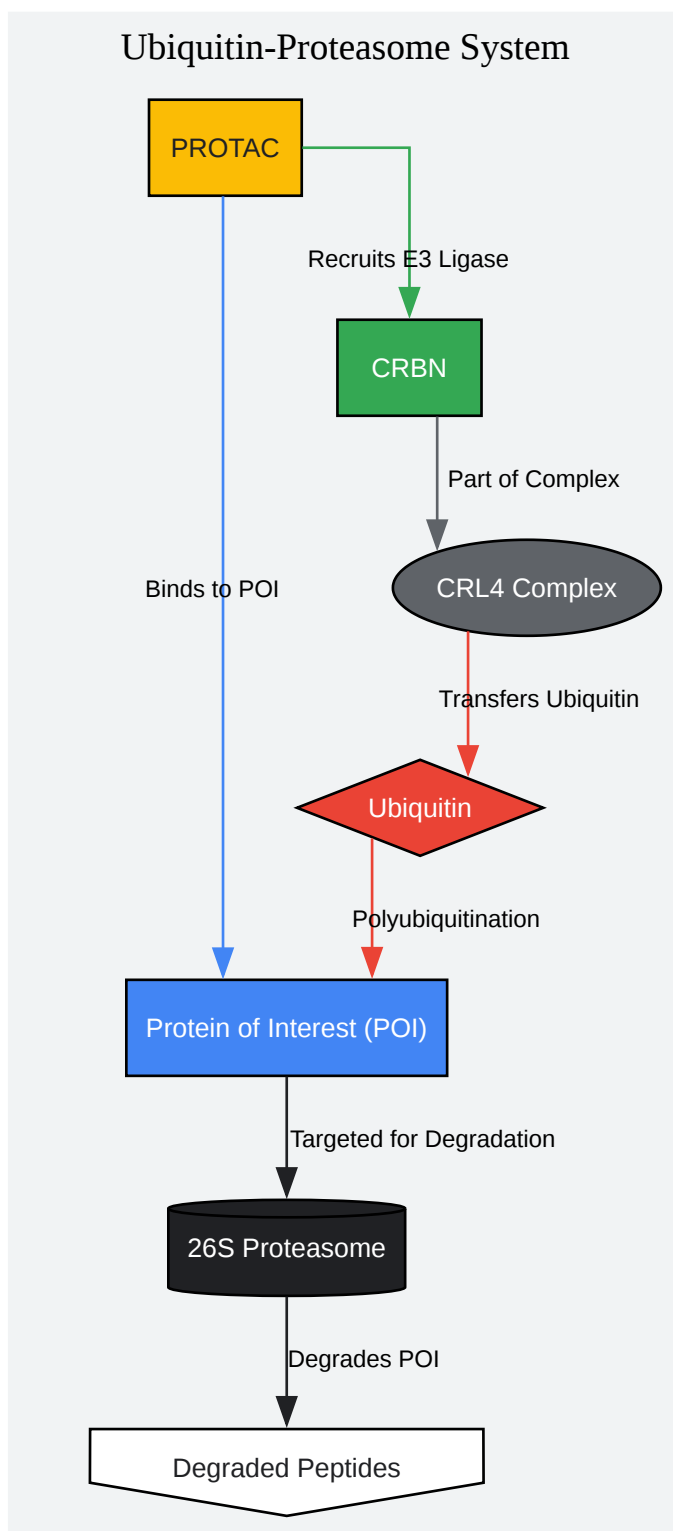 Ubiquitin-Proteasome System
PROTAC
Recruits E3 Ligase
CRBN
Part of Complex
Binds to POI
CRL4 Complex
Transfers Ubiquitin
Ubiquitin
Polyubiquitination
Protein of Interest (POI)
Targeted for Degradation
26S Proteasome
Degrades POI
Degraded Peptides